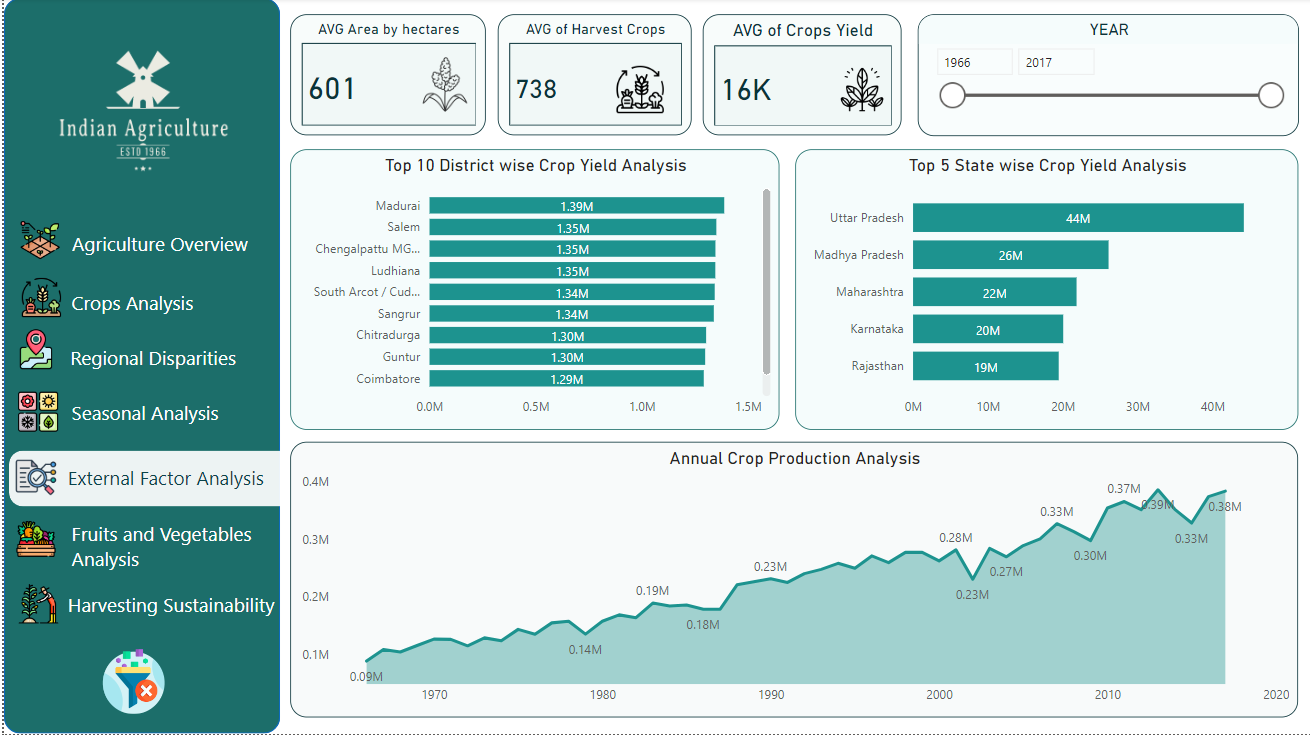 Indian Agriculture
ESTD 1966
Agriculture Overview
Crops Analysis
Regional Disparities
Seasonal Analysis
External Factor Analysis
Fruits and Vegetables
Analysis
Harvesting Sustainability
AVG Area by hectares
601
AVG of Harvest Crops
738
AVG of Crops Yield
16K
YEAR
1966 2017
Top 10 District wise Crop Yield Analysis
Madurai 1.39M
Salem 1.35M
Chengalpattu MG... 1.35M
Ludhiana 1.35M
South Arcot / Cud... 1.34M
Sangrur 1.34M
Chitradurga 1.30M
Guntur 1.30M
Coimbatore 1.29M
0.0M 0.5M 1.0M 1.5M
Top 5 State wise Crop Yield Analysis
Uttar Pradesh 44M
Madhya Pradesh 26M
Maharashtra 22M
Karnataka 20M
Rajasthan 19M
0M 10M 20M 30M 40M
Annual Crop Production Analysis
0.4M
0.3M
0.2M
0.1M
0.09M
0.14M
0.19M
0.18M
0.23M
0.28M
0.23M
0.27M
0.33M
0.30M
0.37M
0.39M
0.33M
0.38M
1970 1980 1990 2000 2010 2020